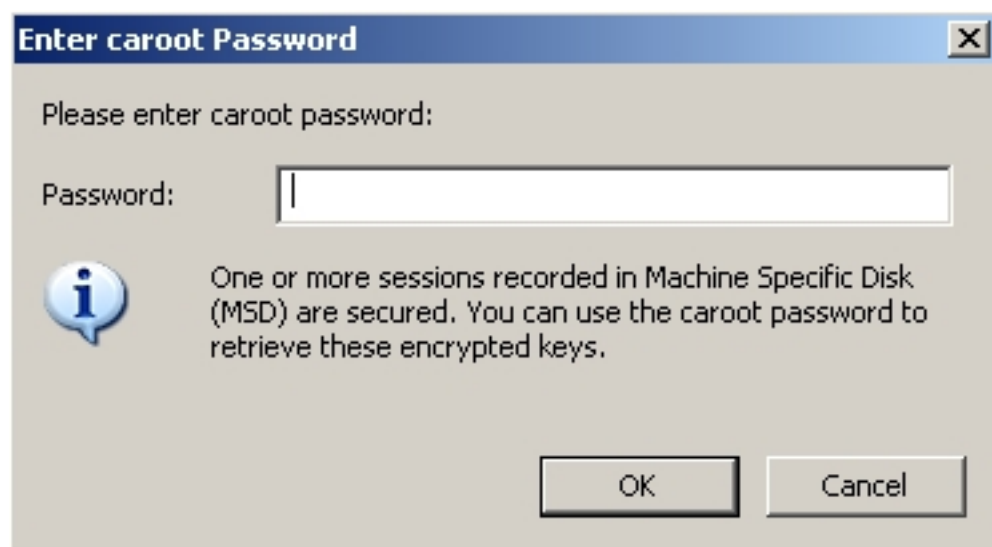 Enter caroot Password
Please enter caroot password:
Password:
One or more sessions recorded in Machine Specific Disk
(MSD) are secured. You can use the caroot password to
retrieve these encrypted keys.
OK
Cancel